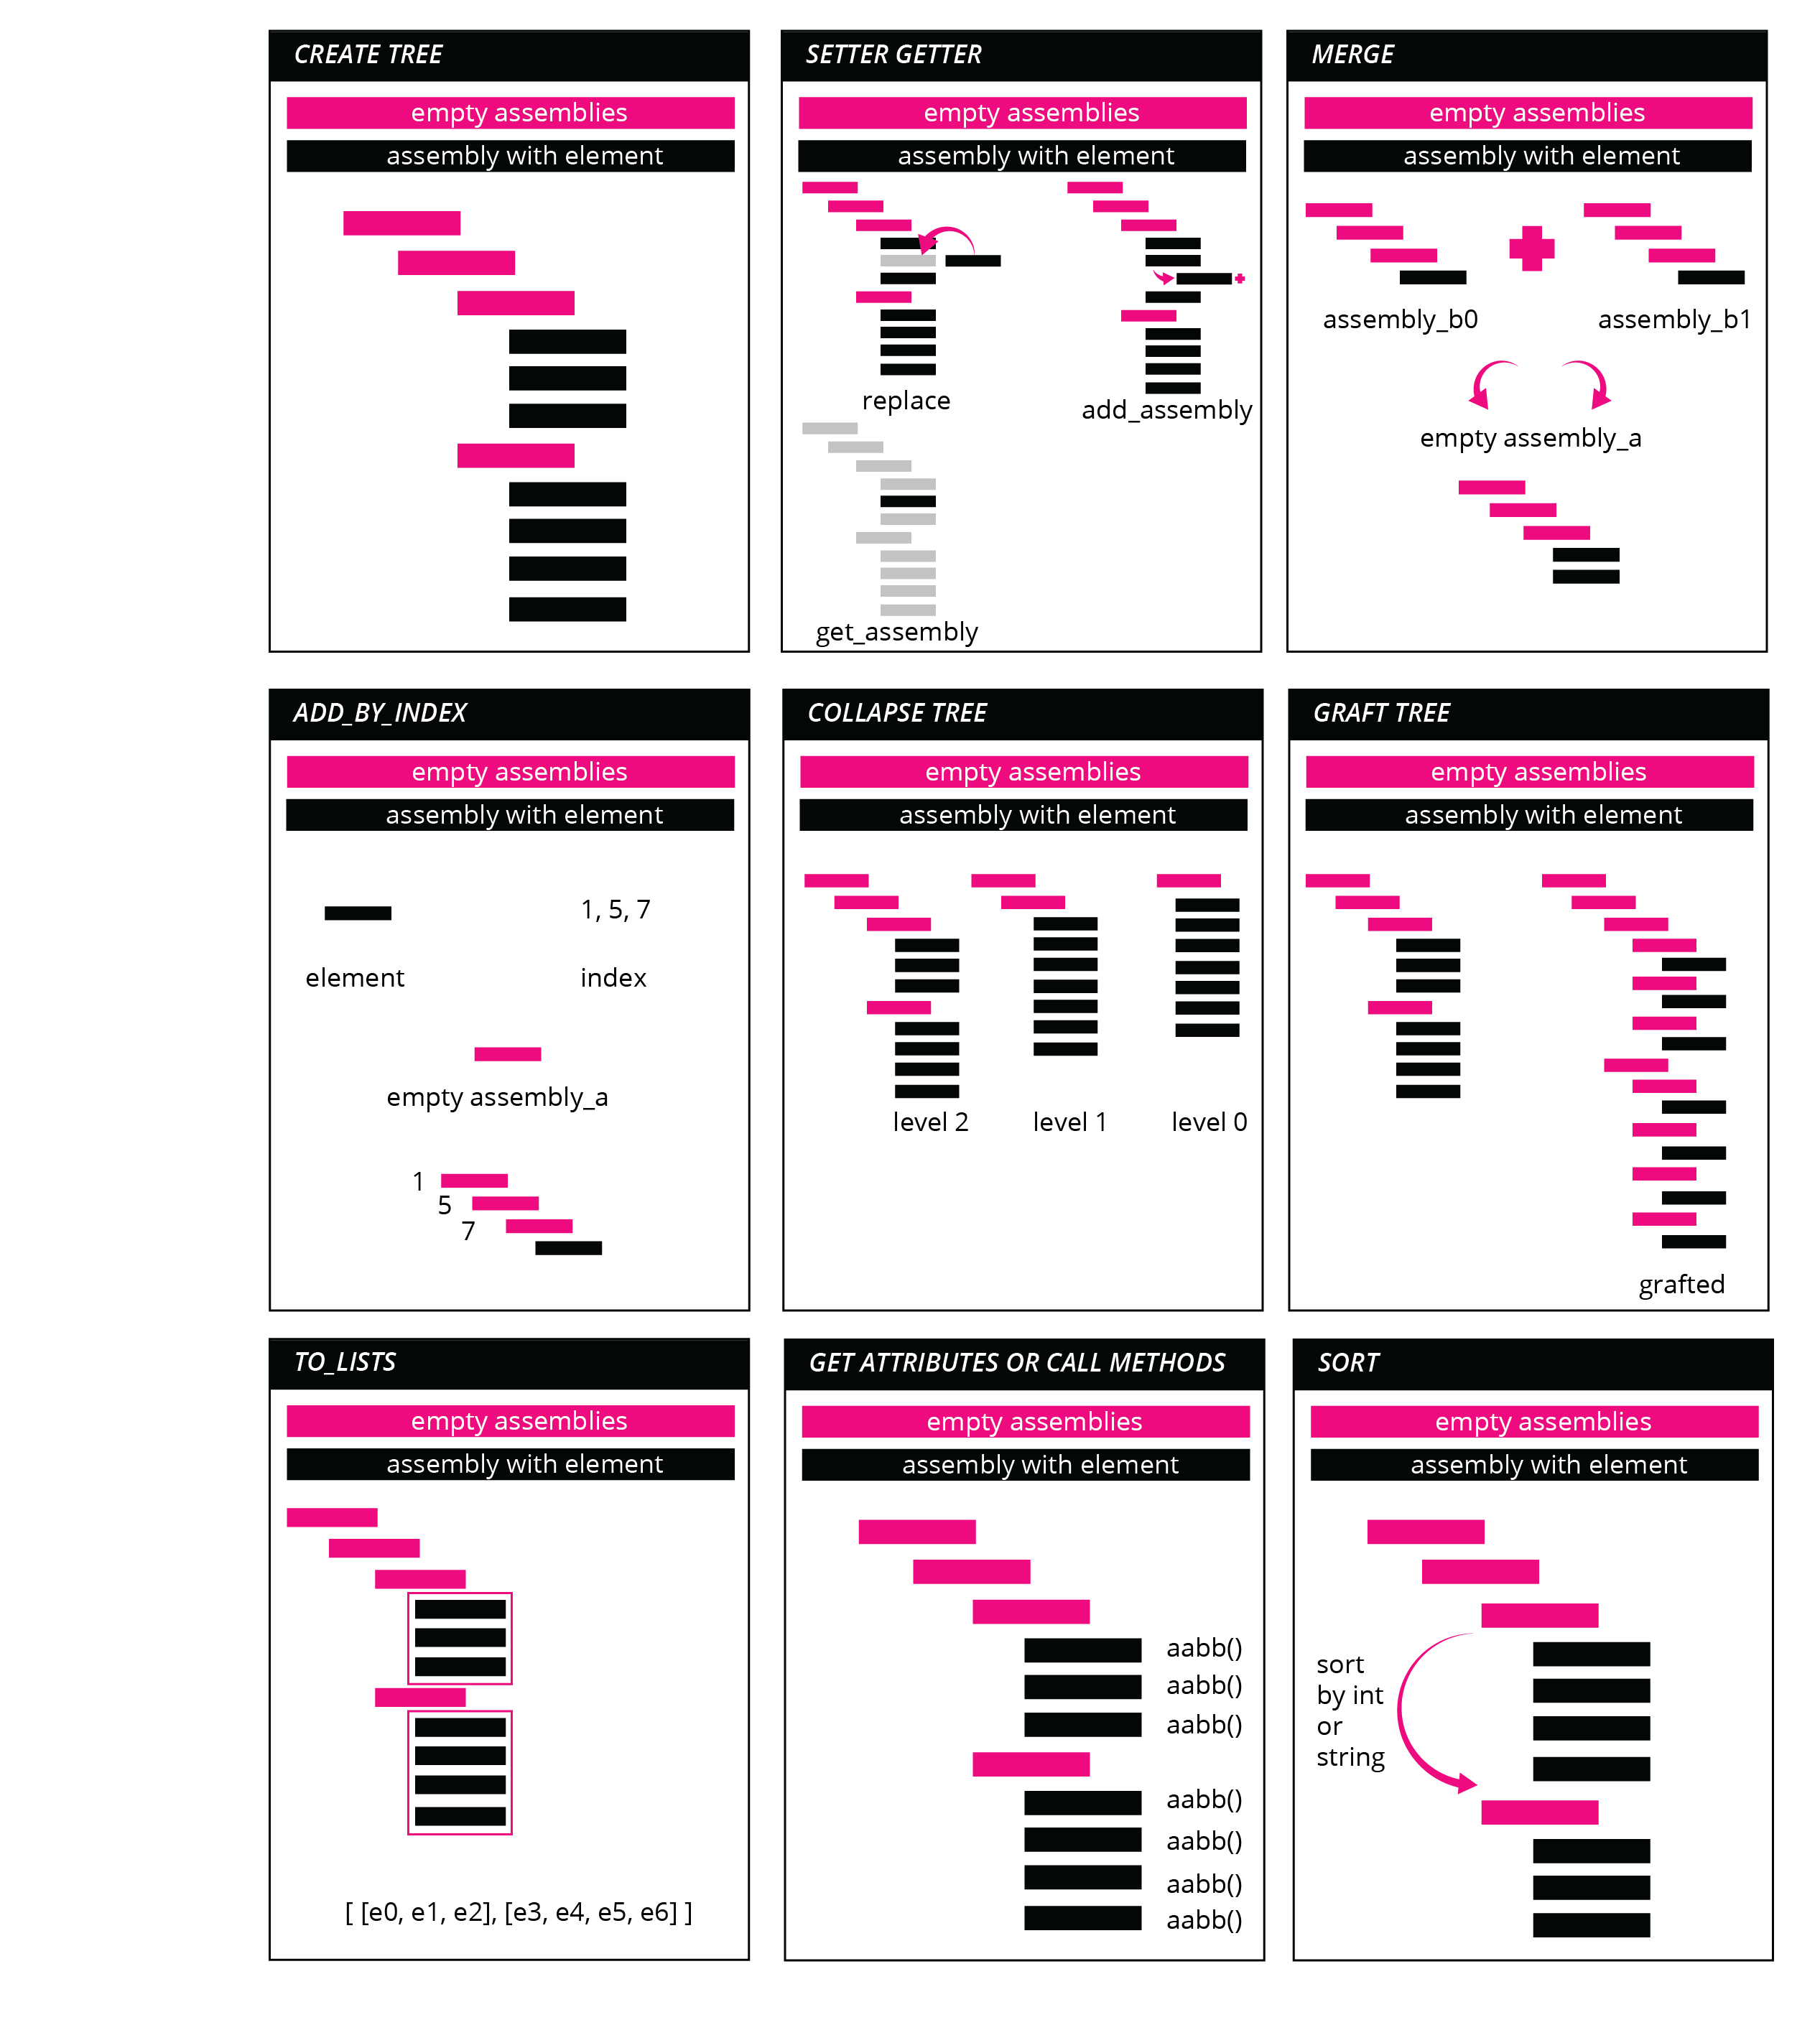 CREATE TREE
empty assemblies
assembly with element
SETTER GETTER
empty assemblies
assembly with element
replace
add_assembly
get_assembly
MERGE
empty assemblies
assembly with element
assembly_b0
assembly_b1
empty assembly_a
ADD_BY_INDEX
empty assemblies
assembly with element
1, 5, 7
element
index
empty assembly_a
1
5
7
COLLAPSE TREE
empty assemblies
assembly with element
level 2
level 1
level 0
GRAFT TREE
empty assemblies
assembly with element
grafted
TO_LISTS
empty assemblies
assembly with element
[ [e0, e1, e2], [e3, e4, e5, e6] ]
GET ATTRIBUTES OR CALL METHODS
empty assemblies
assembly with element
aabb()
aabb()
aabb()
aabb()
aabb()
aabb()
aabb()
SORT
empty assemblies
assembly with element
sort
by int
or
string